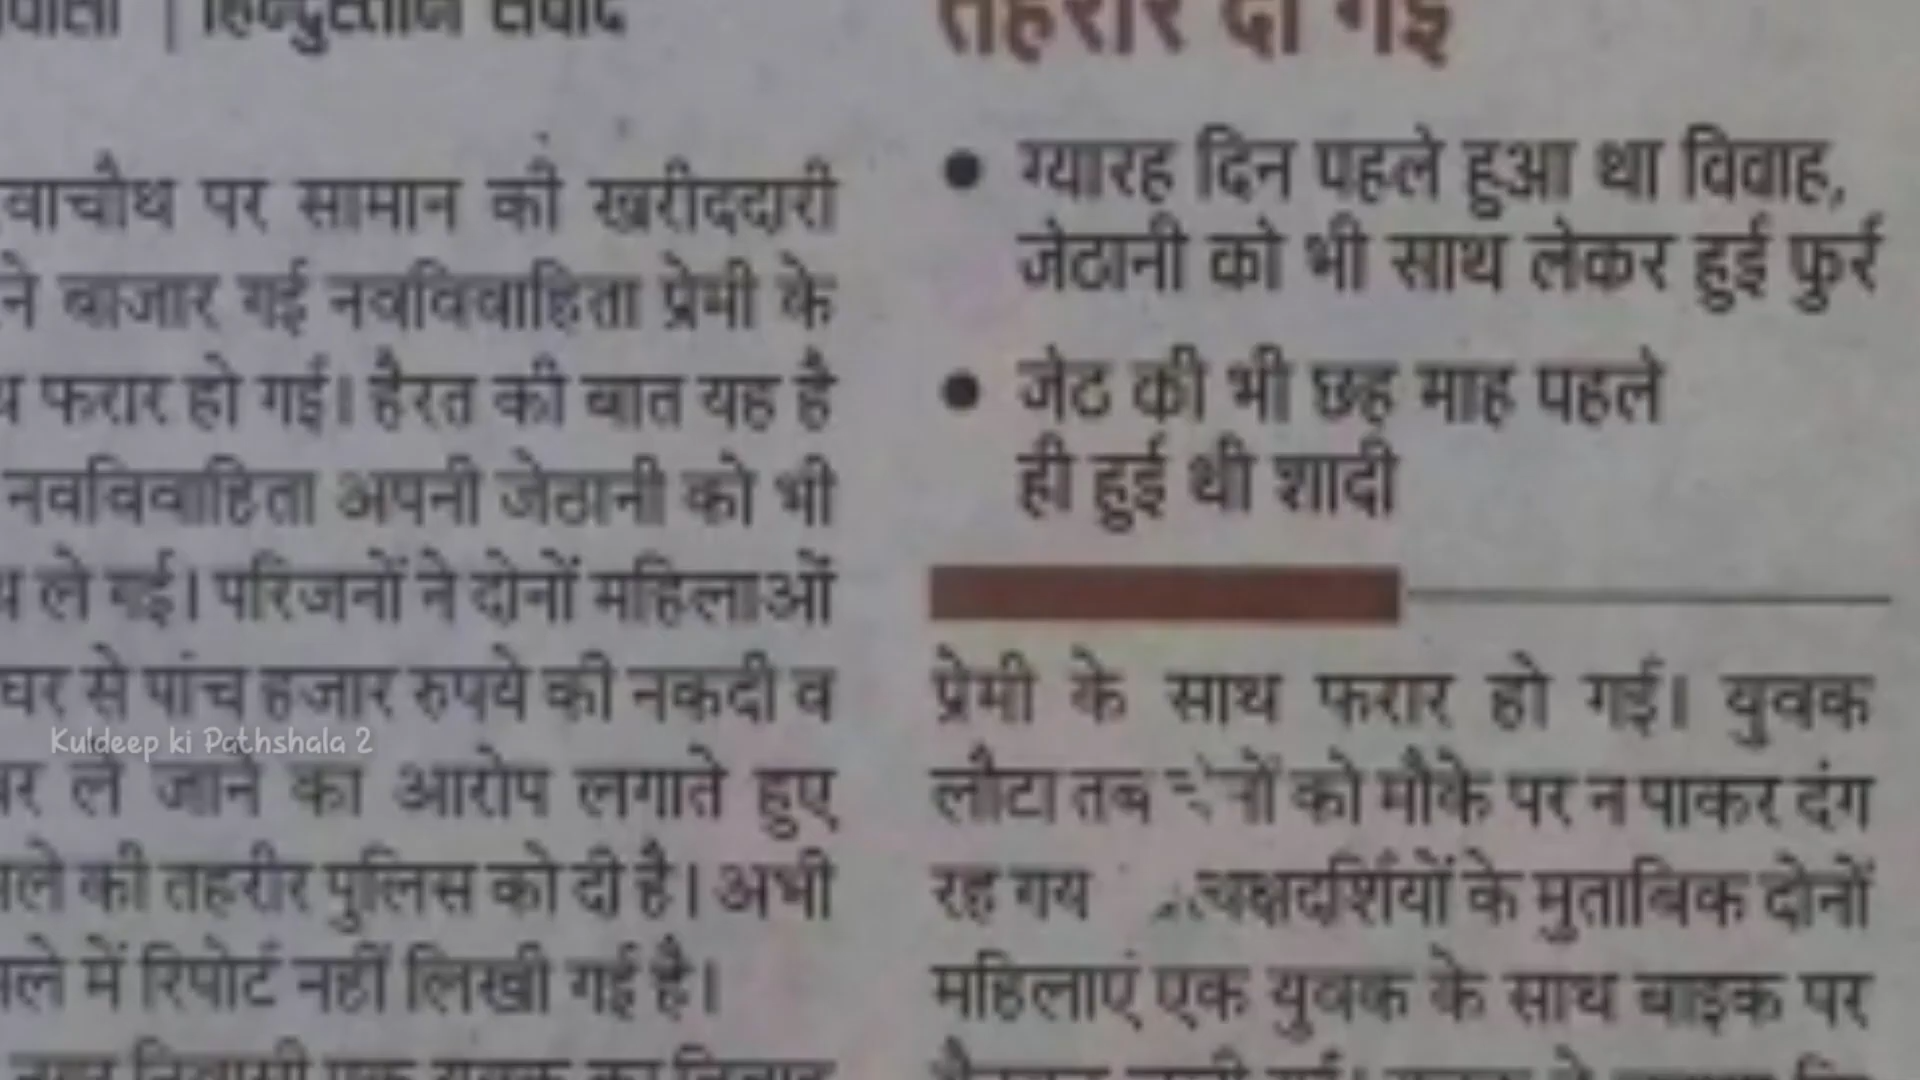 हिन्दुस्तान संवाद
वाचौथ पर सामान की खरीददारी
ने बाजार गई नवविवाहिता प्रेमी के
फरार हो गई। हैरत की बात यह है
नवविवाहिता अपनी जेठानी को भी
ले गई। परिजनों ने दोनों महिलाओं
घर से पांच हजार रुपये की नकदी व
Kuldeep ki Pathshala 2
ले जाने का आरोप लगाते हुए
की तहरीर पुलिस को दी है। अभी
में रिपोर्ट नहीं लिखी गई है।
तहरीर दी गई
• ग्यारह दिन पहले हुआ था विवाह,
जेठानी को भी साथ लेकर हुई फुर्र
• जेट की भी छह माह पहले
ही हुई थी शादी
प्रेमी के साथ फरार हो गई। युवक
लौटा तब को मौके पर न पाकर दंग
रह गय के मुताबिक दोनों
महिलाएं एक युवक के साथ बाइक पर